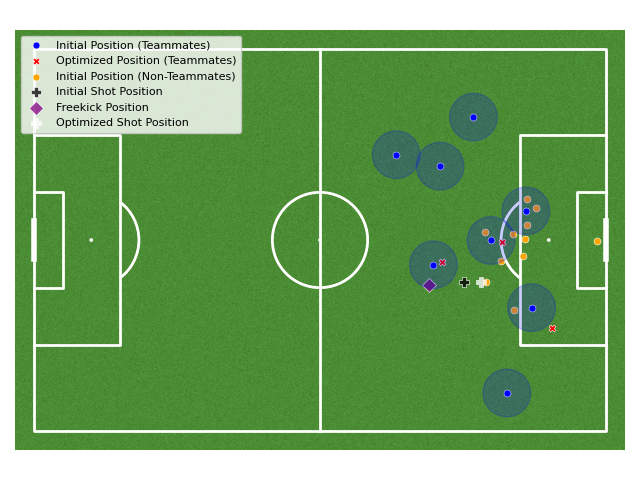 Initial Position (Teammates)
Optimized Position (Teammates)
Initial Position (Non-Teammates)
Initial Shot Position
Freekick Position
Optimized Shot Position